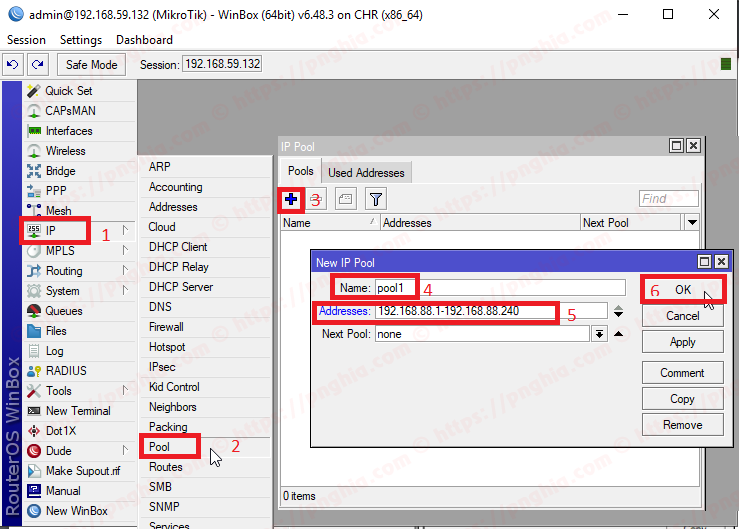 admin@192.168.59.132 (MikroTik) - WinBox (64bit) v6.48.3 on CHR (x86_64)
Session Settings Dashboard
Safe Mode Session: 192.168.59.132
Quick Set
CAPsMAN
Interfaces
Wireless
Bridge
PPP
Mesh
255 IP 1
MPLS
Routing
System
Queues
Files
Log
RADIUS
Tools
New Terminal
Dot1X
Dude
Make Supout.rif
Manual
New WinBox
RouterOS WinBox
ARP
Accounting
Addresses
Cloud
DHCP Client
DHCP Relay
DHCP Server
DNS
Firewall
Hotspot
IPsec
Kid Control
Neighbors
Packing
Pool 2
Routes
SMB
SNMP
Services
IP Pool
Pools Used Addresses
3 Find
Name Addresses Next Pool
New IP Pool
Name: pool1 4
Addresses: 192.168.88.1-192.168.88.240 5
Next Pool: none
6 OK
Cancel
Apply
Comment
Copy
Remove
0 items
© https://pnghia.com